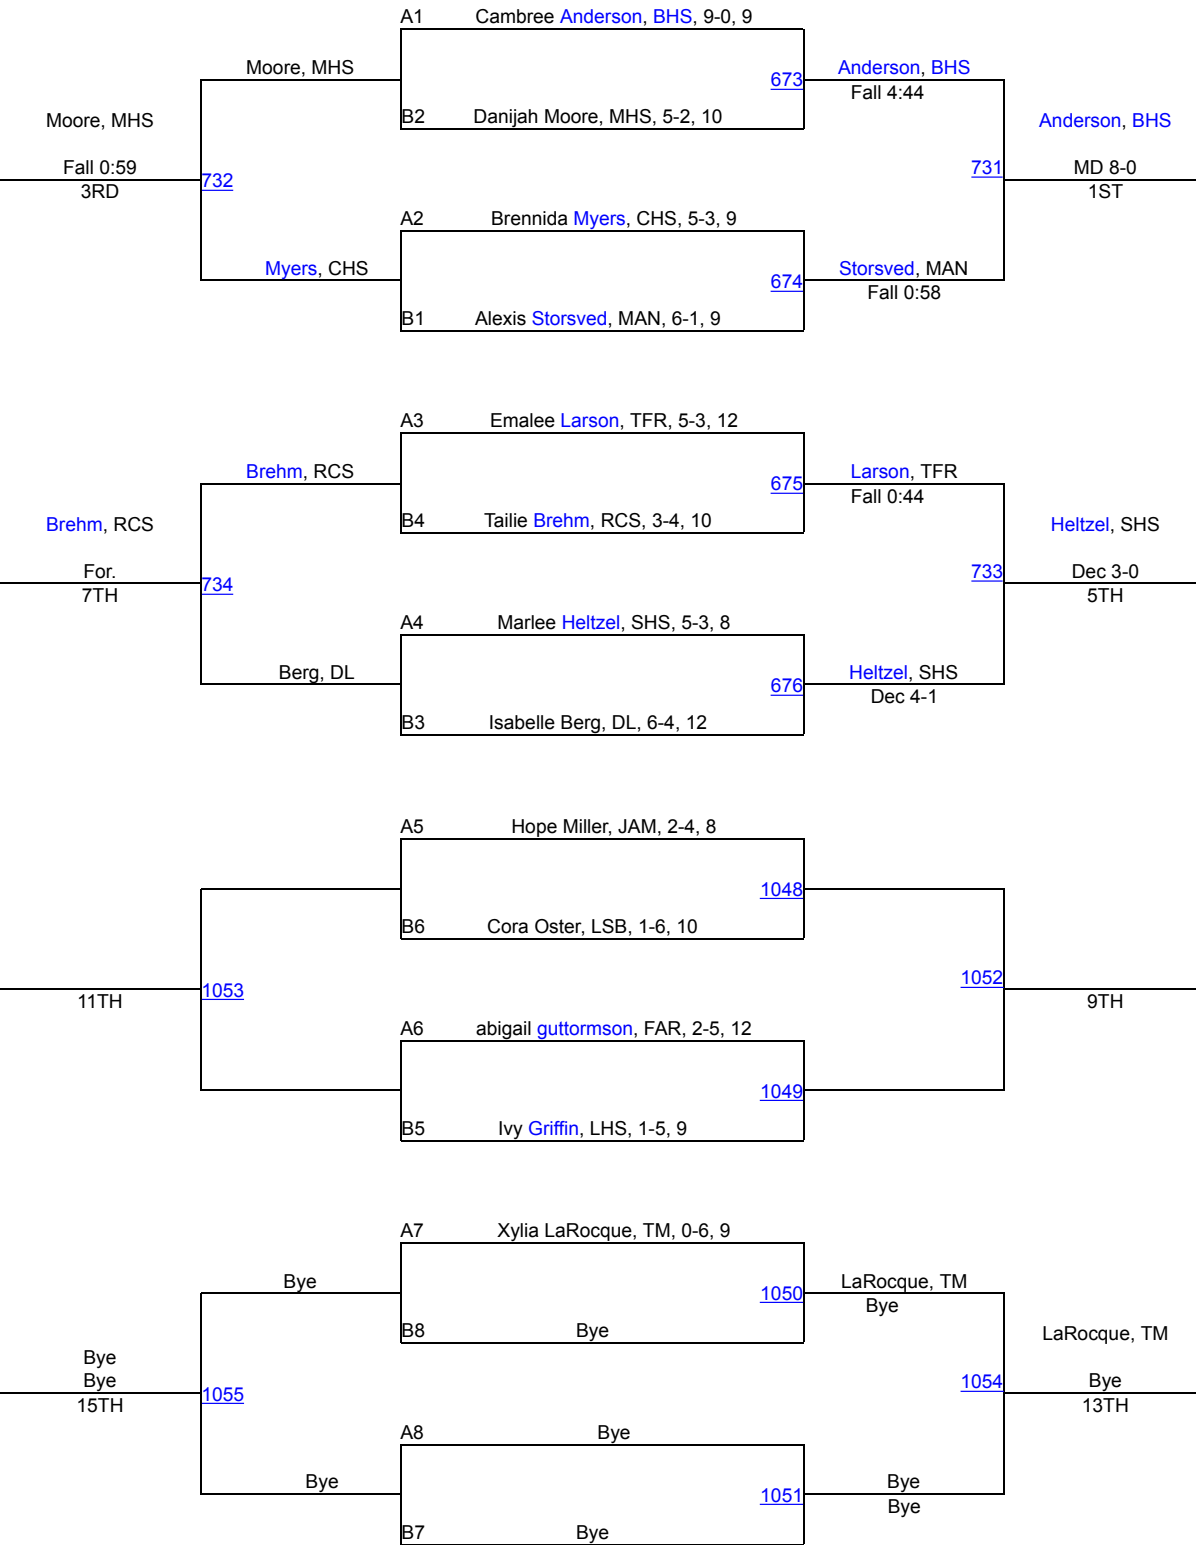 A1 Cambree Anderson, BHS, 9-0, 9
Moore, MHS
673
Anderson, BHS
Fall 4:44
B2 Danijah Moore, MHS, 5-2, 10
Moore, MHS
Fall 0:59
3RD
732
Anderson, BHS
731
MD 8-0
1ST
A2 Brennida Myers, CHS, 5-3, 9
Myers, CHS
674
Storsved, MAN
Fall 0:58
B1 Alexis Storsved, MAN, 6-1, 9
A3 Emalee Larson, TFR, 5-3, 12
Brehm, RCS
675
Larson, TFR
Fall 0:44
B4 Tailie Brehm, RCS, 3-4, 10
Brehm, RCS
For.
7TH
734
Heltzel, SHS
733
Dec 3-0
5TH
A4 Marlee Heltzel, SHS, 5-3, 8
Berg, DL
676
Heltzel, SHS
Dec 4-1
B3 Isabelle Berg, DL, 6-4, 12
A5 Hope Miller, JAM, 2-4, 8
1048
B6 Cora Oster, LSB, 1-6, 10
11TH
1053
1052
9TH
A6 abigail guttormson, FAR, 2-5, 12
1049
B5 Ivy Griffin, LHS, 1-5, 9
A7 Xylia LaRocque, TM, 0-6, 9
Bye
1050
LaRocque, TM
Bye
B8 Bye
Bye
Bye
15TH
1055
LaRocque, TM
1054
Bye
13TH
A8 Bye
Bye
1051
Bye
Bye
B7 Bye